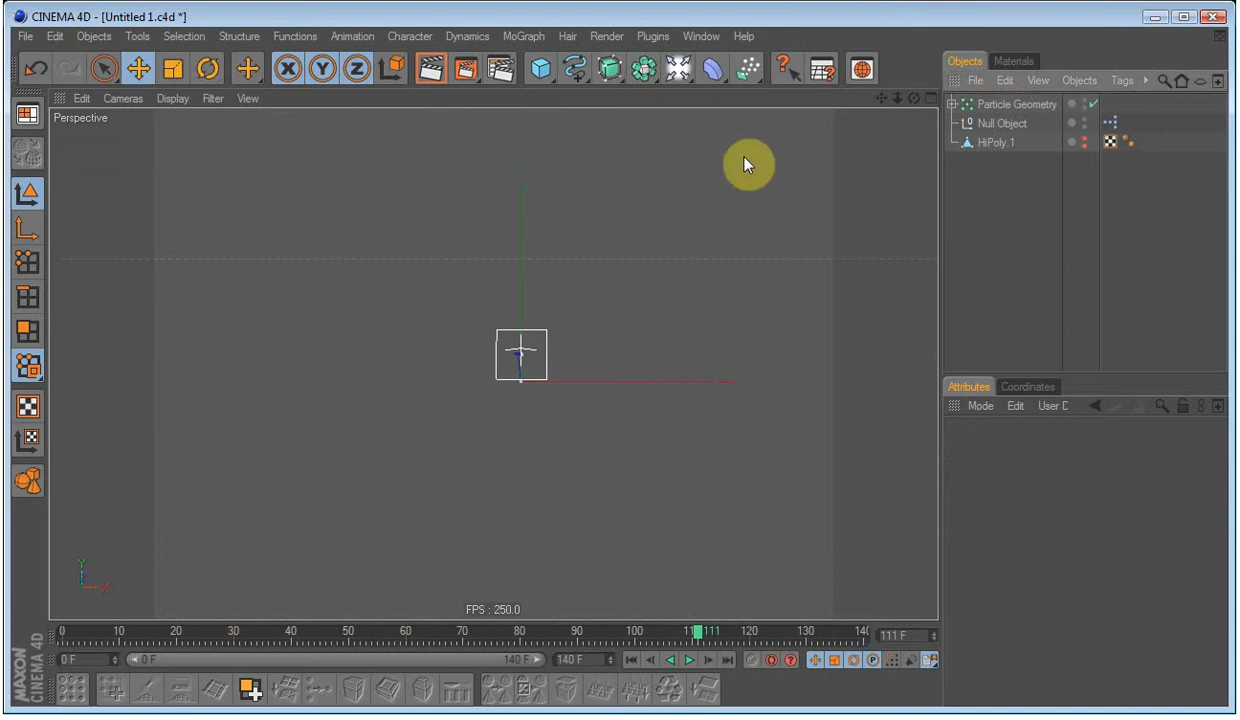 CINEMA 4D - [Untitled 1.c4d *]
File Edit Objects Tools Selection Structure Functions Animation Character Dynamics MoGraph Hair Render Plugins Window Help
X Y Z
Objects Materials
File Edit View Objects Tags
Edit Cameras Display Filter View
Perspective
Particle Geometry
Null Object
HiPoly.1
Attributes Coordinates
Mode Edit User D
Y
X
FPS : 250.0
0 10 20 30 40 50 60 70 80 90 100 11 111 120 130 14(
111 F
0 F
0 F
140 F
140 F
P
MAXON
CINEMA 4D